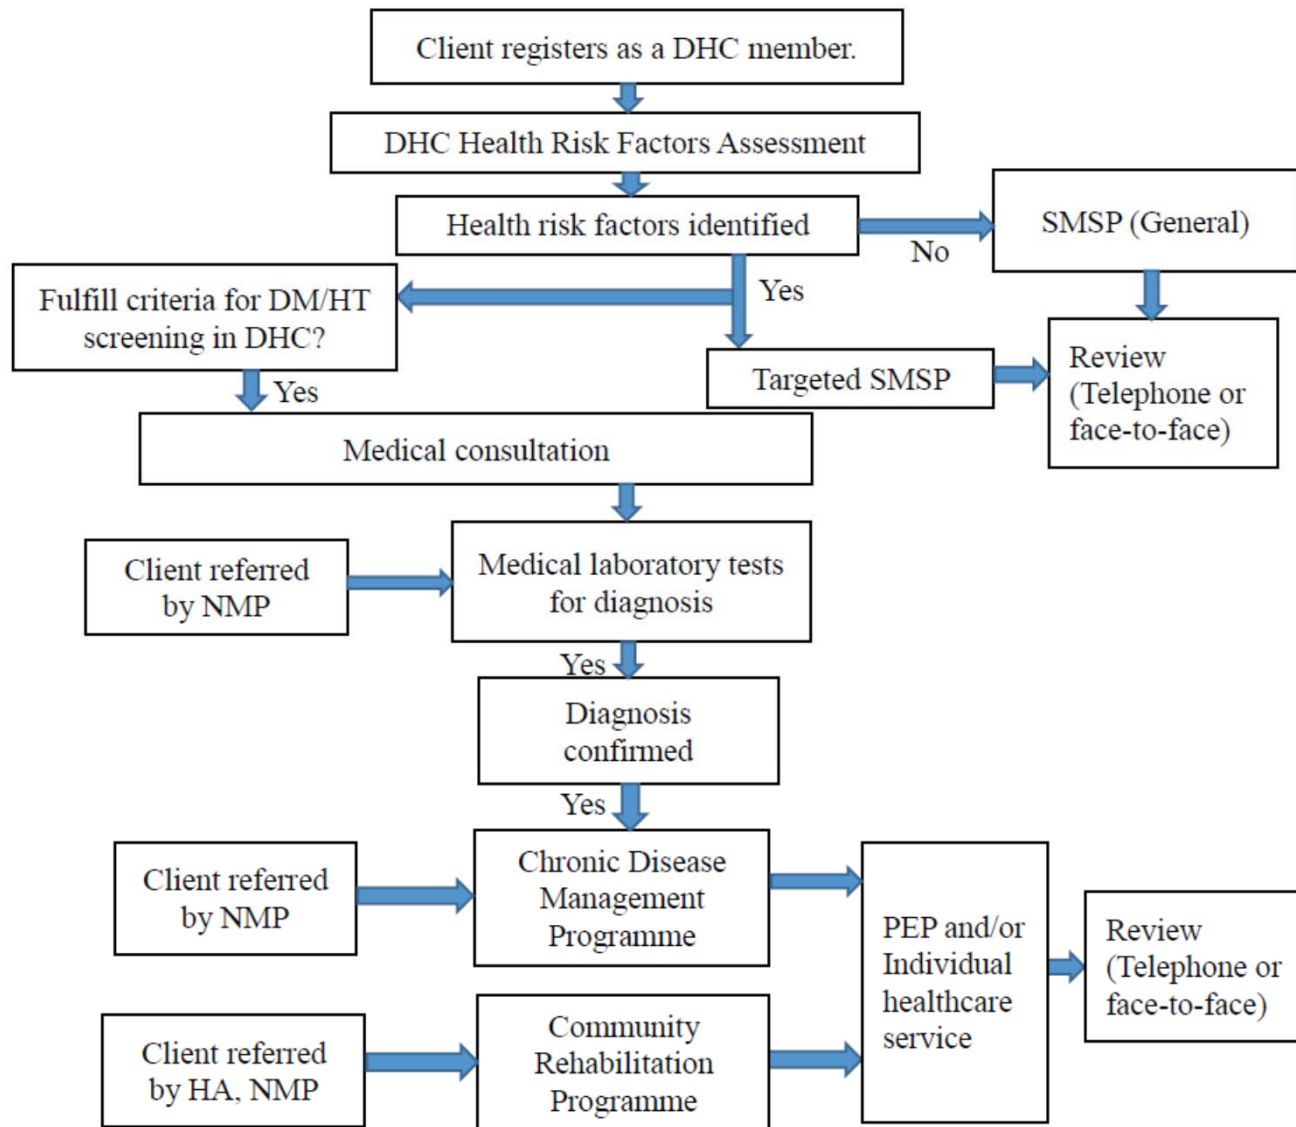 Client registers as a DHC member.
DHC Health Risk Factors Assessment
Health risk factors identified
No
SMSP (General)
Fulfill criteria for DM/HT
screening in DHC?
Yes
Targeted SMSP
Review
(Telephone or
face-to-face)
Yes
Medical consultation
Client referred
by NMP
Medical laboratory tests
for diagnosis
Yes
Diagnosis
confirmed
Yes
Client referred
by NMP
Chronic Disease
Management
Programme
PEP and/or
Individual
healthcare
service
Review
(Telephone or
face-to-face)
Client referred
by HA, NMP
Community
Rehabilitation
Programme